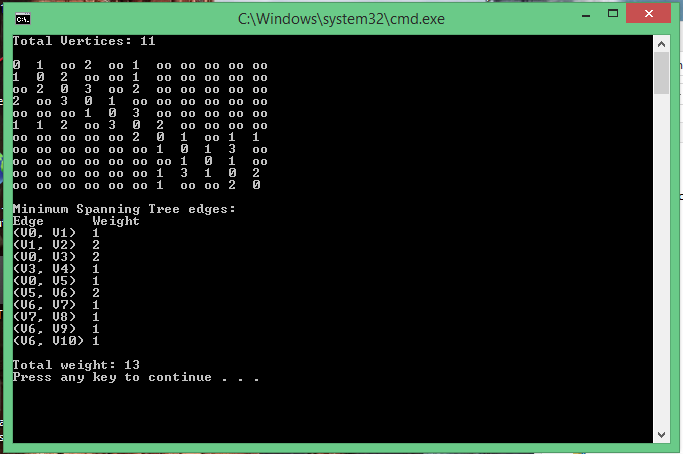 C:\Windows\system32\cmd.exe
Total Vertices: 11
0 1 oo 2 oo 1 oo oo oo oo oo
1 0 2 oo oo 1 oo oo oo oo oo
oo 2 0 3 oo 2 oo oo oo oo oo
2 oo 3 0 1 oo oo oo oo oo oo
oo oo oo 1 0 3 oo oo oo oo oo
1 1 2 oo 3 0 2 oo oo oo oo
oo oo oo oo oo 2 0 1 oo 1 1
oo oo oo oo oo oo 1 0 1 3 oo
oo oo oo oo oo oo oo 1 0 1 oo
oo oo oo oo oo oo 1 3 1 0 2
oo oo oo oo oo oo 1 oo oo 2 0
Minimum Spanning Tree edges:
Edge Weight
(V0, V1) 1
(V1, V2) 2
(V0, V3) 2
(V3, V4) 1
(V0, V5) 1
(V5, V6) 2
(V6, V7) 1
(V7, V8) 1
(V6, V9) 1
(V6, V10) 1
Total weight: 13
Press any key to continue . . .